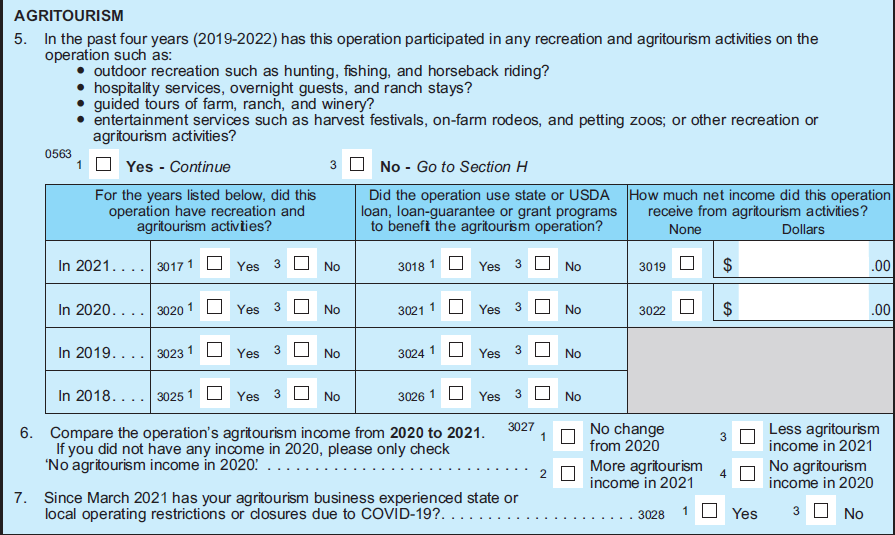 AGRITOURISM
5. In the past four years (2019-2022) has this operation participated in any recreation and agritourism activities on the
operation such as:
● outdoor recreation such as hunting, fishing, and horseback riding?
● hospitality services, overnight guests, and ranch stays?
● guided tours of farm, ranch, and winery?
● entertainment services such as harvest festivals, on-farm rodeos, and petting zoos; or other recreation or
agritourism activities?
0563 1 Yes - Continue 3 No - Go to Section H
For the years listed below, did this
operation have recreation and
agritourism activities?
Did the operation use state or USDA
loan, loan-guarantee or grant programs
to benefit the agritourism operation?
How much net income did this operation
receive from agritourism activities?
None Dollars
In 2021. . . . 3017 1 Yes 3 No 3018 1 Yes 3 No 3019 $ .00
In 2020. . . . 3020 1 Yes 3 No 3021 1 Yes 3 No 3022 $ .00
In 2019. . . . 3023 1 Yes 3 No 3024 1 Yes 3 No
In 2018. . . . 3025 1 Yes 3 No 3026 1 Yes 3 No
6. Compare the operation's agritourism income from 2020 to 2021.
If you did not have any income in 2020, please only check
'No agritourism income in 2020'. . . . . . . . . . . . . . . . . . . . . . . . . . . .
3027 1 No change
from 2020
3 Less agritourism
income in 2021
2 More agritourism
income in 2021
4 No agritourism
income in 2020
7. Since March 2021 has your agritourism business experienced state or
local operating restrictions or closures due to COVID-19?. . . . . . . . . . . . . . . . . . . . . 3028 1 Yes 3 No